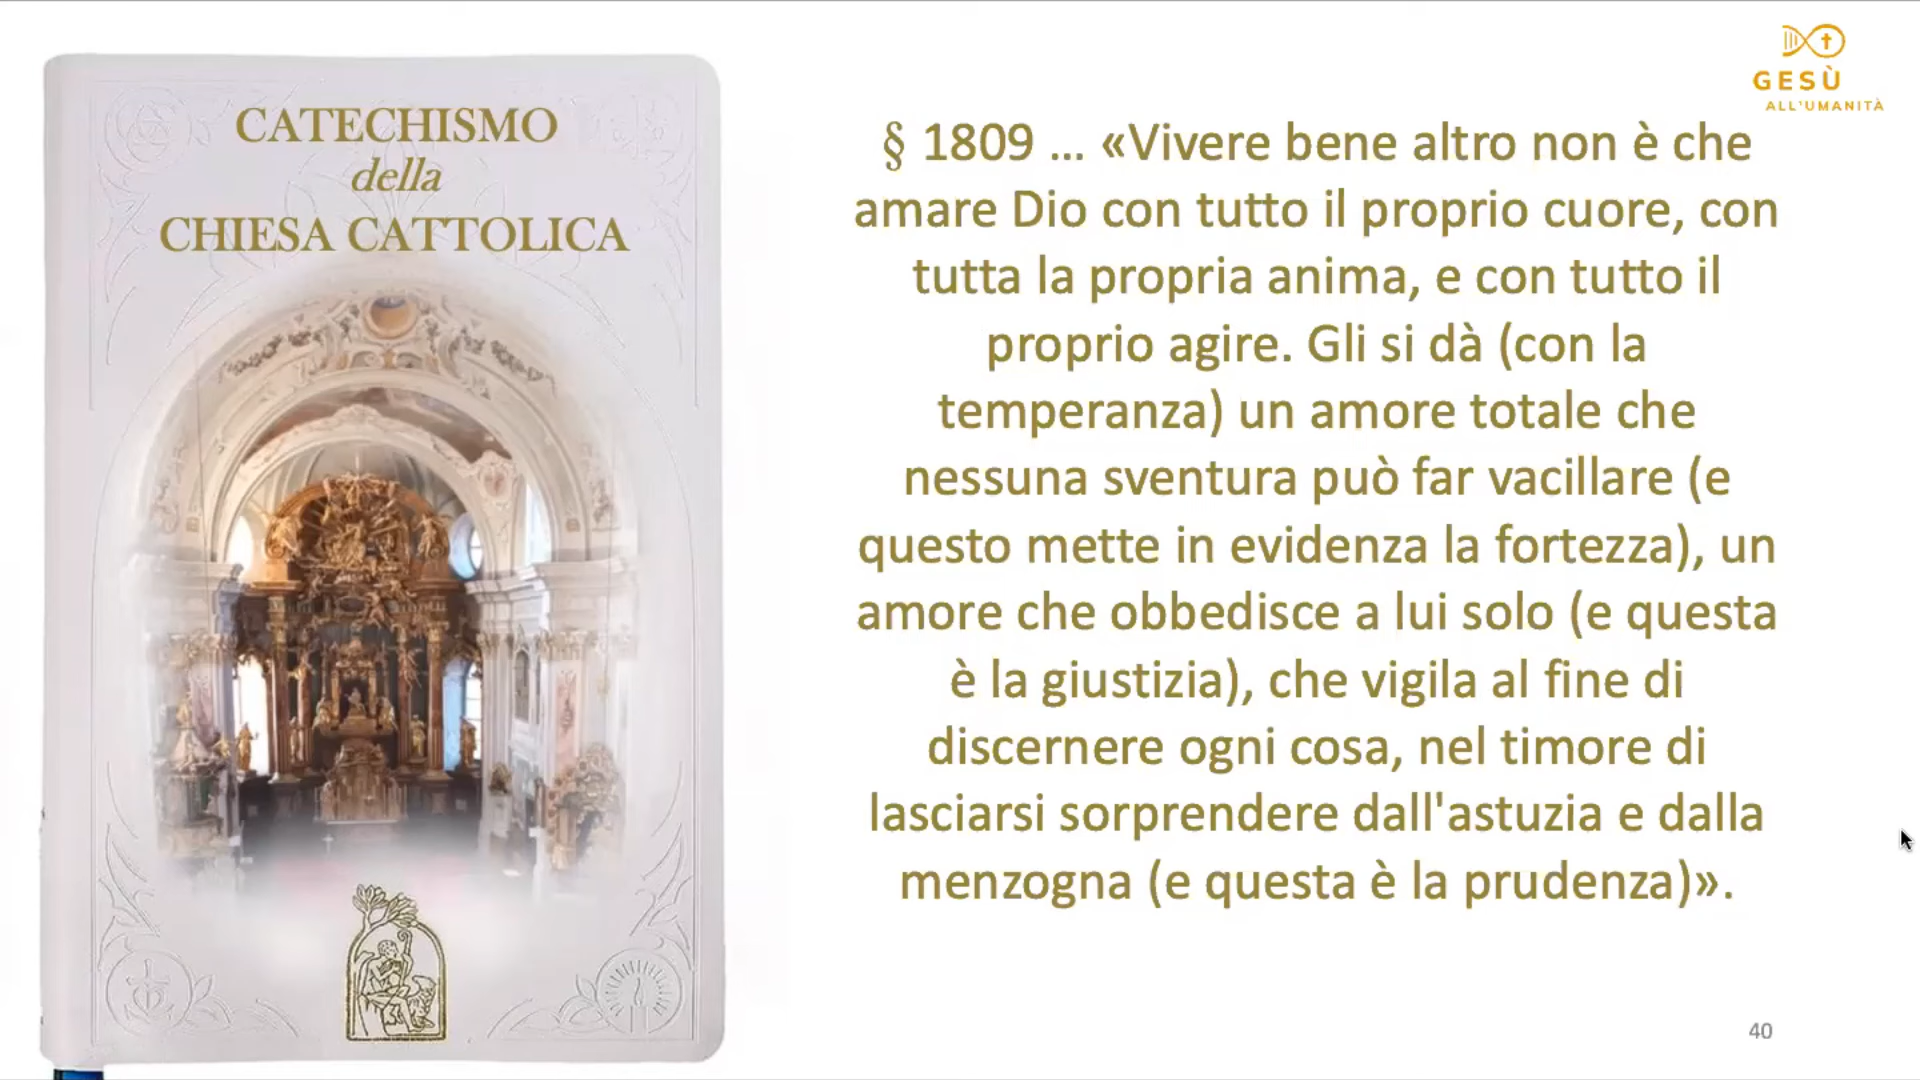 CATECHISMO
della
CHIESA CATTOLICA
GESÙ
ALL'UMANITÀ
§ 1809 ... «Vivere bene altro non è che
amare Dio con tutto il proprio cuore, con
tutta la propria anima, e con tutto il
proprio agire. Gli si dà (con la
temperanza) un amore totale che
nessuna sventura può far vacillare (e
questo mette in evidenza la fortezza), un
amore che obbedisce a lui solo (e questa
è la giustizia), che vigila al fine di
discernere ogni cosa, nel timore di
lasciarsi sorprendere dall'astuzia e dalla
menzogna (e questa è la prudenza)».
40